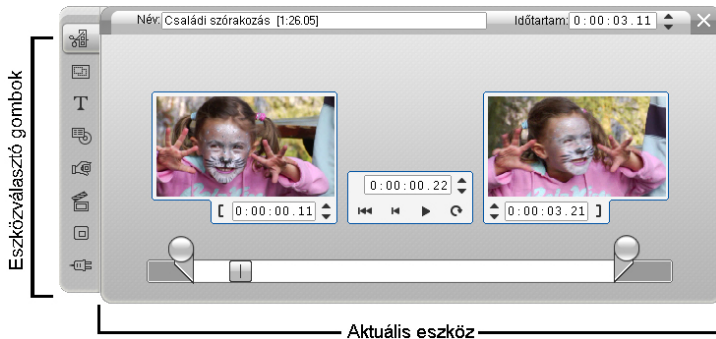 Név: Családi szórakozás [1:26.05] Időtartam: 0:00:03.11
Eszközválasztó gombok
T
0:00:00.22
[ 0:00:00.11
0:00:03.21 ]
Aktuális eszköz